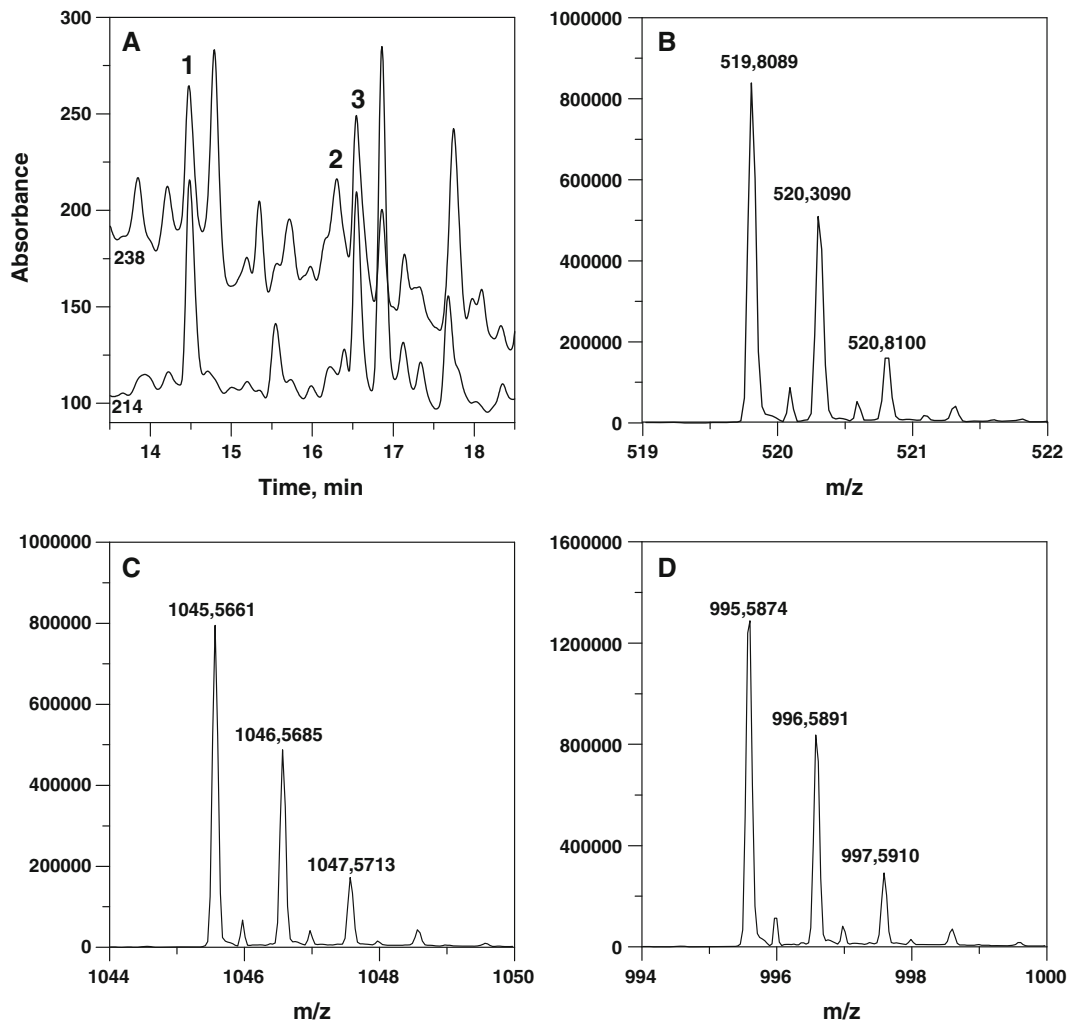 A
300
250
200
150
100
Absorbance
1
2
3
238
214
14 15 16 17 18
Time, min
B
1000000
800000
600000
400000
200000
0
519,8089
520,3090
520,8100
519 520 521 522
m/z
C
1000000
800000
600000
400000
200000
0
1045,5661
1046,5685
1047,5713
1044 1046 1048 1050
m/z
D
1600000
1200000
800000
400000
0
995,5874
996,5891
997,5910
994 996 998 1000
m/z